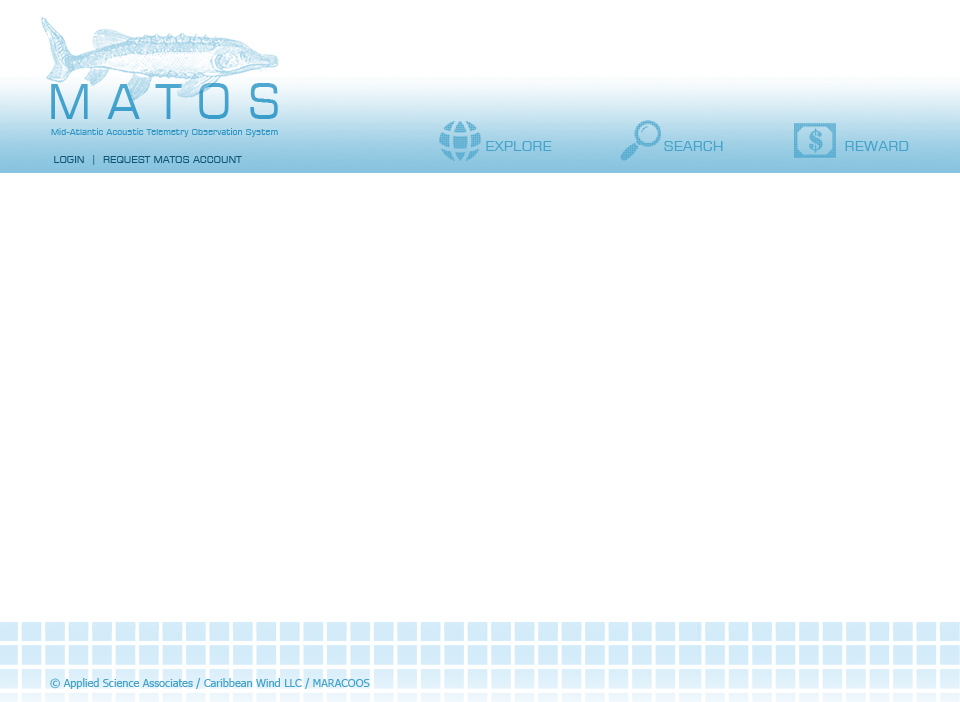 MATOS
Mid-Atlantic Acoustic Telemetry Observation System
LOGIN | REQUEST MATOS ACCOUNT
EXPLORE
SEARCH
$
REWARD
© Applied Science Associates / Caribbean Wind LLC / MARACOOS